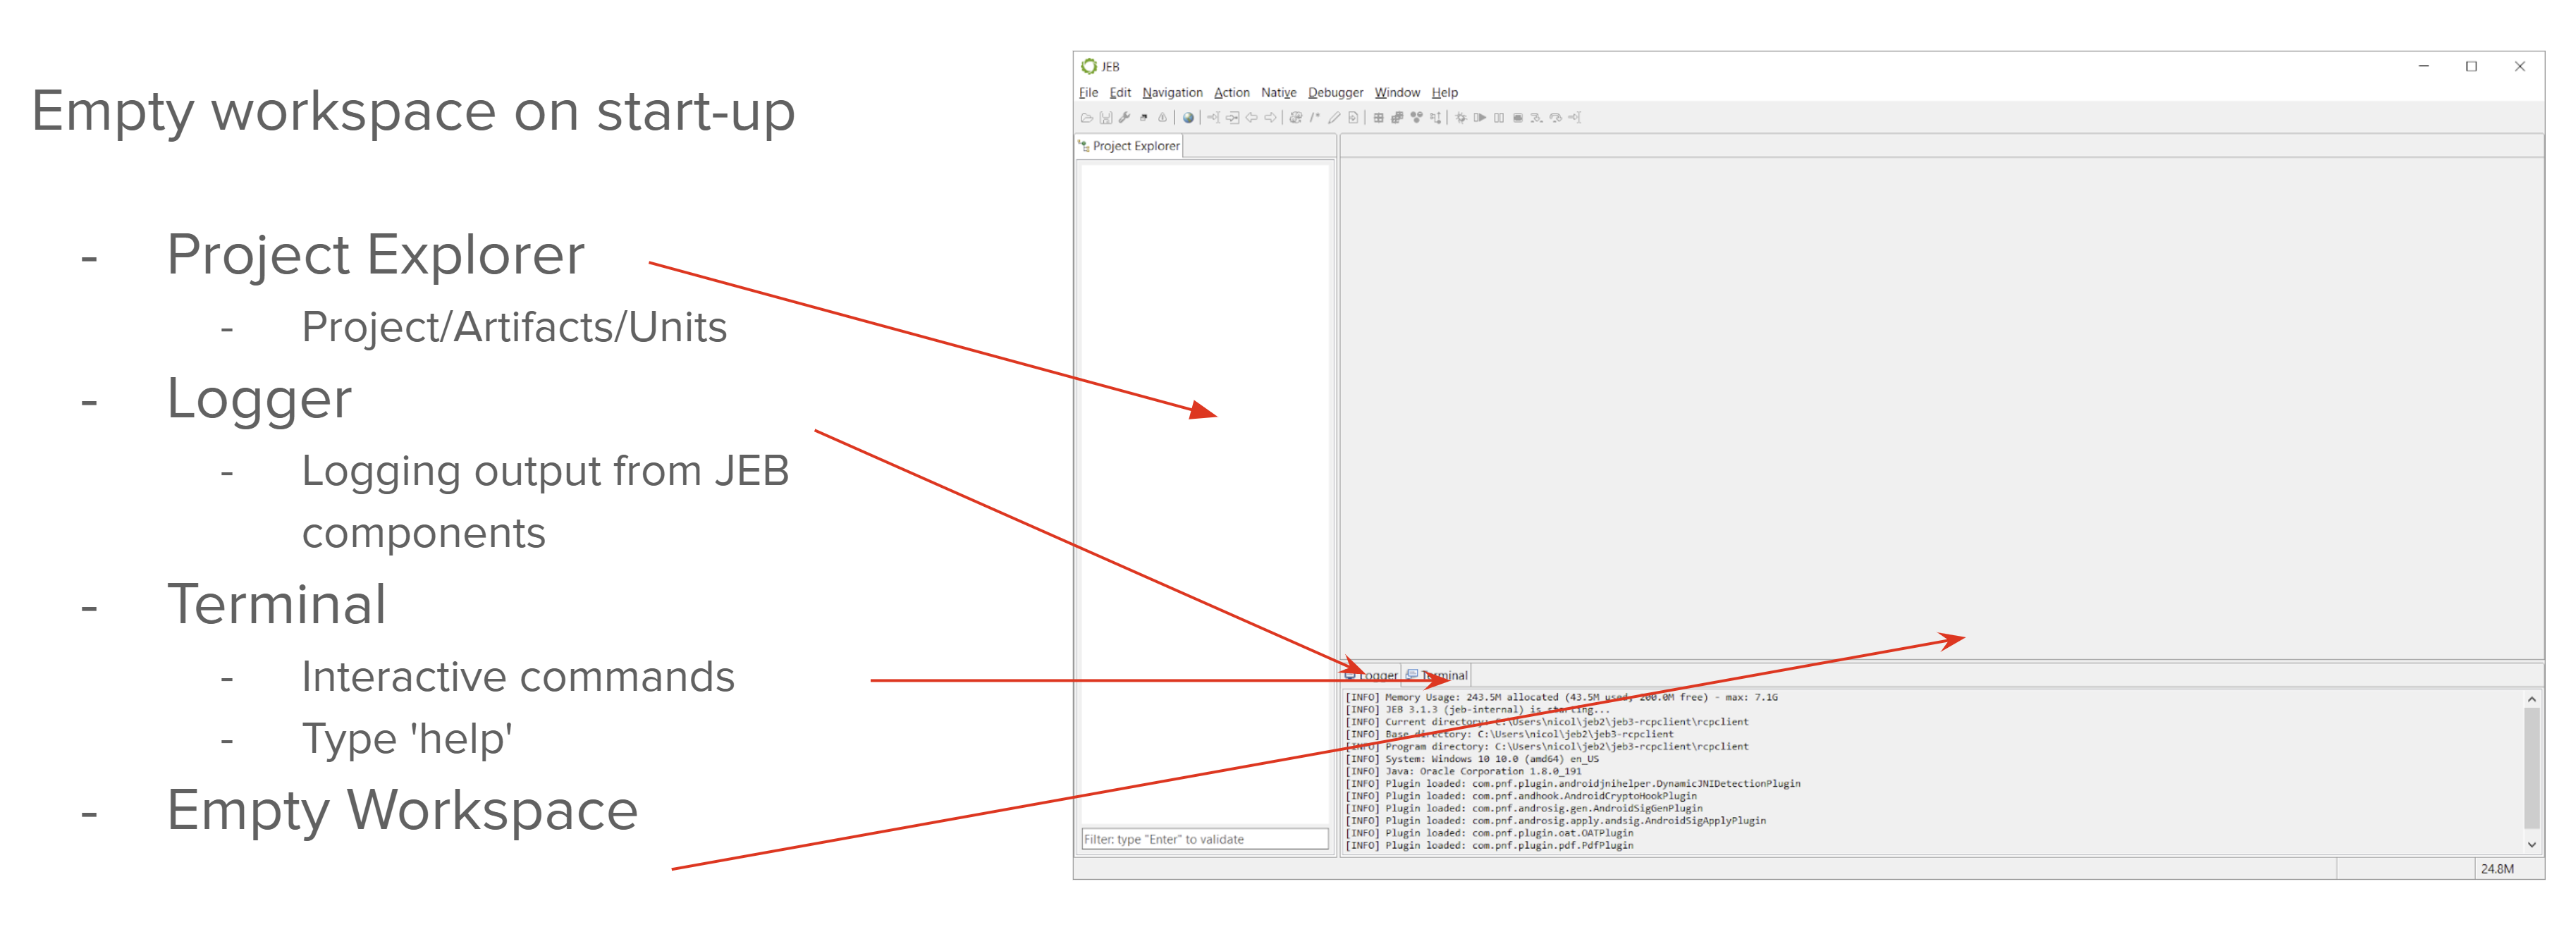 Empty workspace on start-up
- Project Explorer
- Project/Artifacts/Units
- Logger
- Logging output from JEB
components
- Terminal
- Interactive commands
- Type 'help'
- Empty Workspace
JEB
File Edit Navigation Action Native Debugger Window Help
Project Explorer
Filter: type "Enter" to validate
Logger Terminal
[INFO] Memory Usage: 243.5M allocated (43.5M used, 200.0M free) - max: 7.1G
[INFO] JEB 3.1.3 (jeb-internal) is starting...
[INFO] Current directory: C:\Users\nicol\jeb2\jeb3-rcpclient\rcpclient
[INFO] Base directory: C:\Users\nicol\jeb2\jeb3-rcpclient
[INFO] Program directory: C:\Users\nicol\jeb2\jeb3-rcpclient\rcpclient
[INFO] System: Windows 10 10.0 (amd64) en_US
[INFO] Java: Oracle Corporation 1.8.0_191
[INFO] Plugin loaded: com.pnf.plugin.androidjnihelper.DynamicJNIDetectionPlugin
[INFO] Plugin loaded: com.pnf.andhook.AndroidCryptoHookPlugin
[INFO] Plugin loaded: com.pnf.androsig.gen.AndroidSigGenPlugin
[INFO] Plugin loaded: com.pnf.androsig.apply.andsig.AndroidSigApplyPlugin
[INFO] Plugin loaded: com.pnf.plugin.oat.OATPlugin
[INFO] Plugin loaded: com.pnf.plugin.pdf.PdfPlugin
24.8M